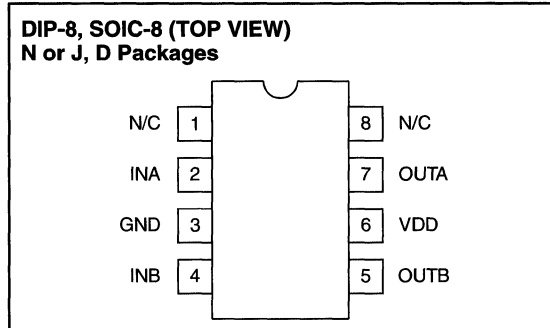 DIP-8, SOIC-8 (TOP VIEW)
N or J, D Packages
N/C 1 8 N/C
INA 2 7 OUTA
GND 3 6 VDD
INB 4 5 OUTB